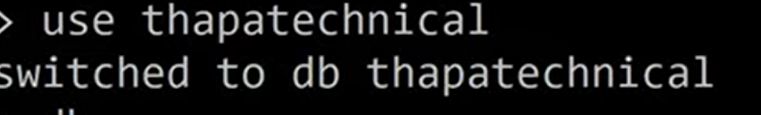 > use thapatechnical
switched to db thapatechnical